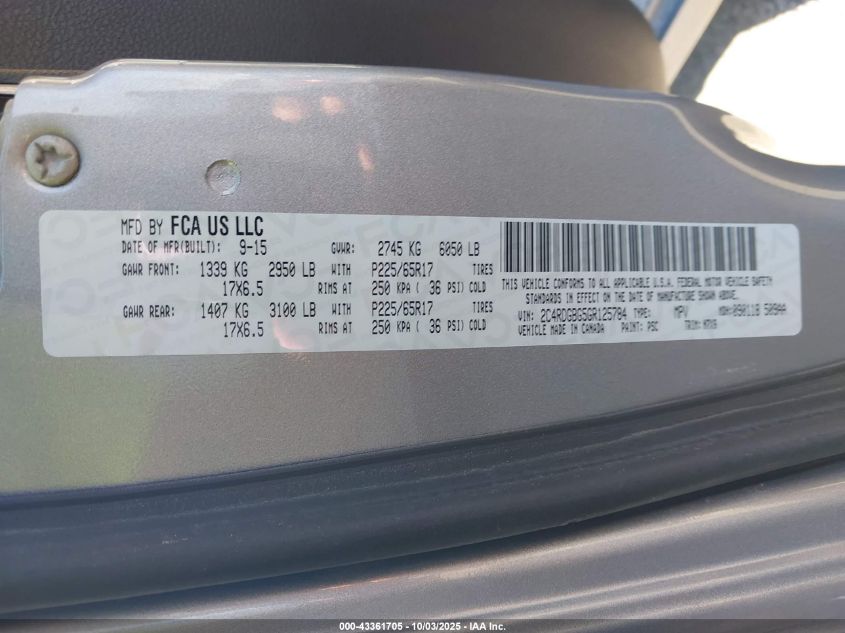 MFD BY FCA US LLC
DATE OF MFR(BUILT): 9-15 GVWR: 2745 KG 6050 LB
GAWR FRONT: 1339 KG 2950 LB WITH P225/65R17 TIRES
17X6.5 RIMS AT 250 KPA ( 36 PSI) COLD
GAWR REAR: 1407 KG 3100 LB WITH P225/65R17 TIRES
17X6.5 RIMS AT 250 KPA ( 36 PSI) COLD
THIS VEHICLE CONFORMS TO ALL APPLICABLE U.S.A. FEDERAL MOTOR VEHICLE SAFETY
STANDARDS IN EFFECT ON THE DATE OF MANUFACTURE SHOWN ABOVE.
VIN: 2C4RDGBG5GR125784 TYPE: MPV MDH:090118 509AA
VEHICLE MADE IN CANADA PAINT: PSC TRIM:
000-43361705 - 10/03/2025 - IAA Inc.